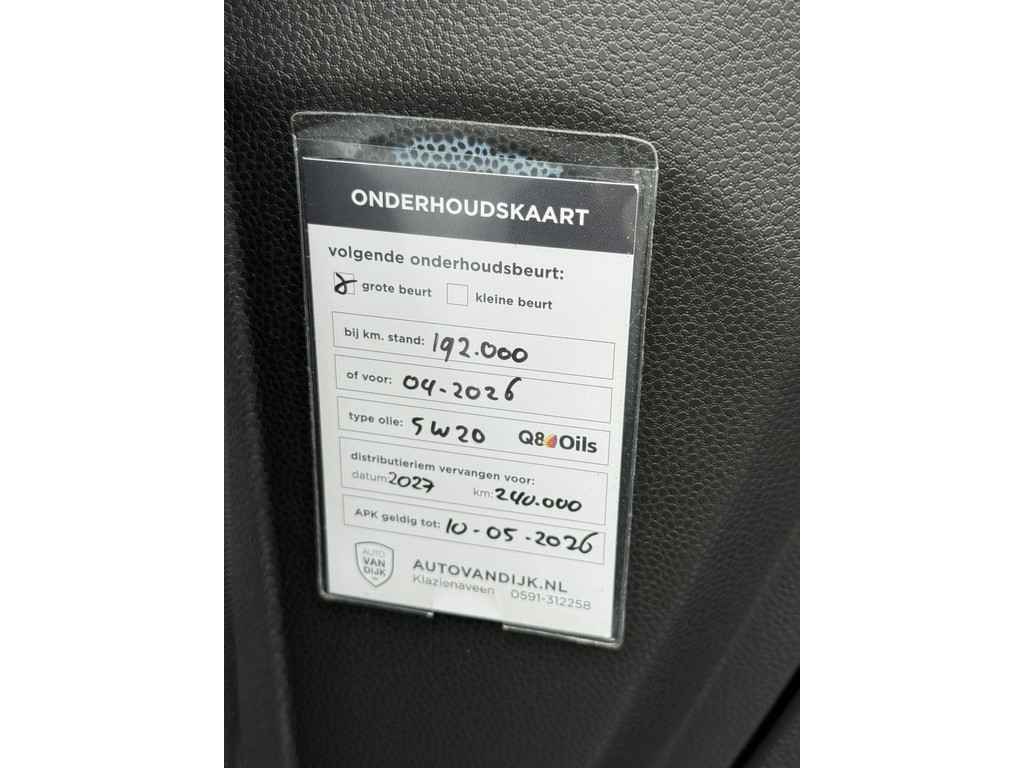 ONDERHOUDSKAART
volgende onderhoudsbeurt:
grote beurt kleine beurt
bij km. stand: 192.000
of voor: 04-2026
type olie: 5W20 Q8 Oils
distributieriem vervangen voor:
datum: 2027 km: 240.000
APK geldig tot: 10-05-2026
AUTO VAN DIJK
AUTOVANDIJK.NL
Klazienaveen 0591-312258